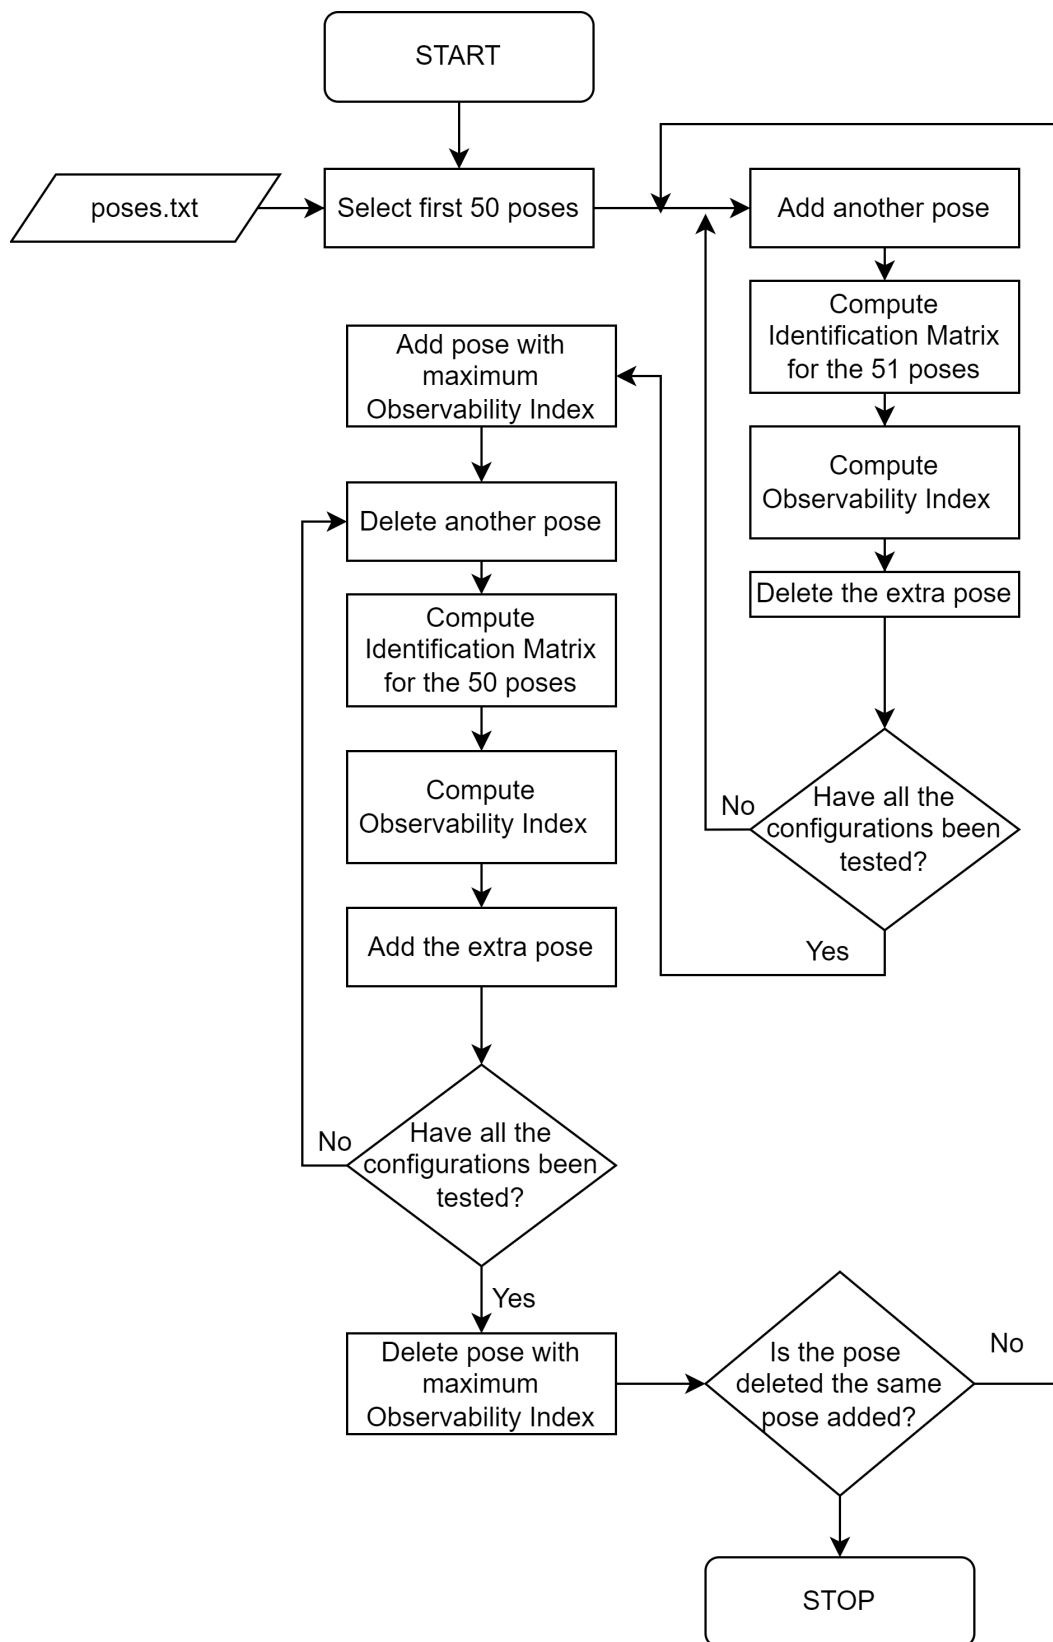 START
poses.txt
Select first 50 poses
Add another pose
Compute
Identification Matrix
for the 51 poses
Compute
Observability Index
Delete the extra pose
Have all the
configurations been
tested?
No
Yes
Add pose with
maximum
Observability Index
Delete another pose
Compute
Identification Matrix
for the 50 poses
Compute
Observability Index
Add the extra pose
Have all the
configurations been
tested?
No
Yes
Delete pose with
maximum
Observability Index
Is the pose
deleted the same
pose added?
No
STOP